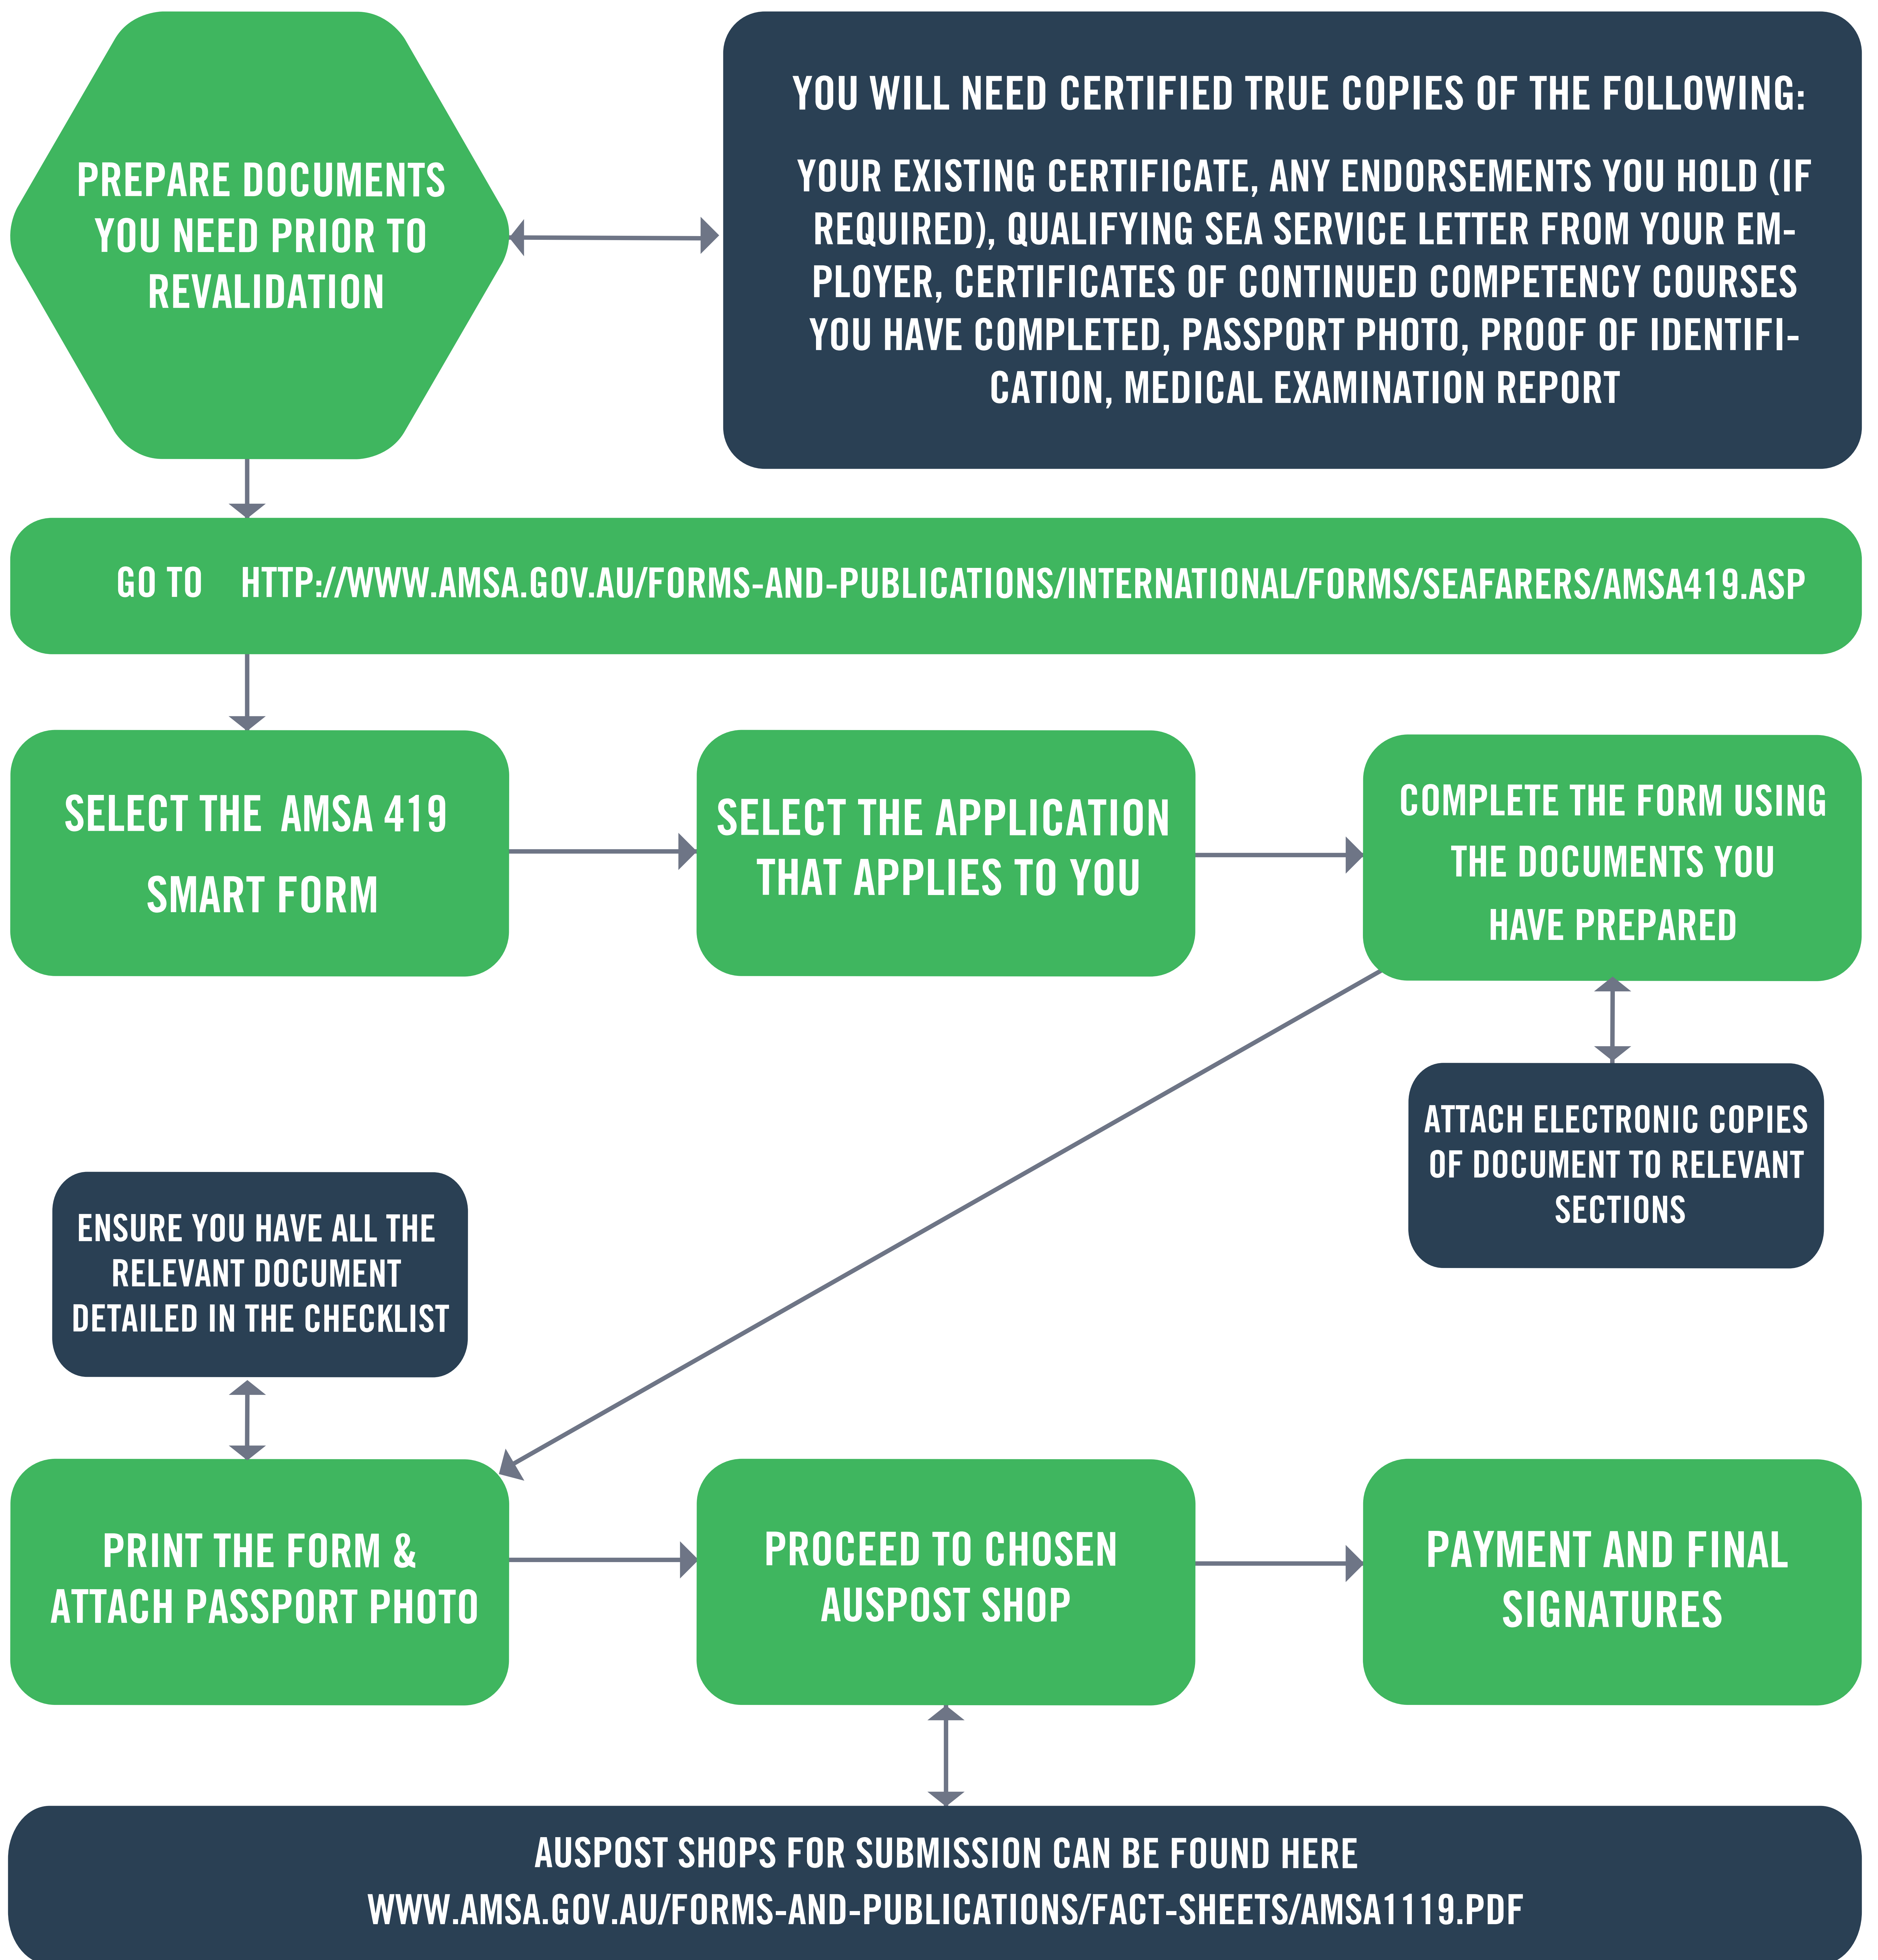 PREPARE DOCUMENTS
YOU NEED PRIOR TO
REVALIDATION
YOU WILL NEED CERTIFIED TRUE COPIES OF THE FOLLOWING:
YOUR EXISTING CERTIFICATE, ANY ENDORSEMENTS YOU HOLD (IF
REQUIRED), QUALIFYING SEA SERVICE LETTER FROM YOUR EM-
PLOYER, CERTIFICATES OF CONTINUED COMPETENCY COURSES
YOU HAVE COMPLETED, PASSPORT PHOTO, PROOF OF IDENTIFI-
CATION, MEDICAL EXAMINATION REPORT
GO TO HTTP://WWW.AMSA.GOV.AU/FORMS-AND-PUBLICATIONS/INTERNATIONAL/FORMS/SEAFARERS/AMSA419.ASP
SELECT THE AMSA 419
SMART FORM
SELECT THE APPLICATION
THAT APPLIES TO YOU
COMPLETE THE FORM USING
THE DOCUMENTS YOU
HAVE PREPARED
ATTACH ELECTRONIC COPIES
OF DOCUMENT TO RELEVANT
SECTIONS
ENSURE YOU HAVE ALL THE
RELEVANT DOCUMENT
DETAILED IN THE CHECKLIST
PRINT THE FORM &
ATTACH PASSPORT PHOTO
PROCEED TO CHOSEN
AUSPOST SHOP
PAYMENT AND FINAL
SIGNATURES
AUSPOST SHOPS FOR SUBMISSION CAN BE FOUND HERE
WWW.AMSA.GOV.AU/FORMS-AND-PUBLICATIONS/FACT-SHEETS/AMSA1119.PDF